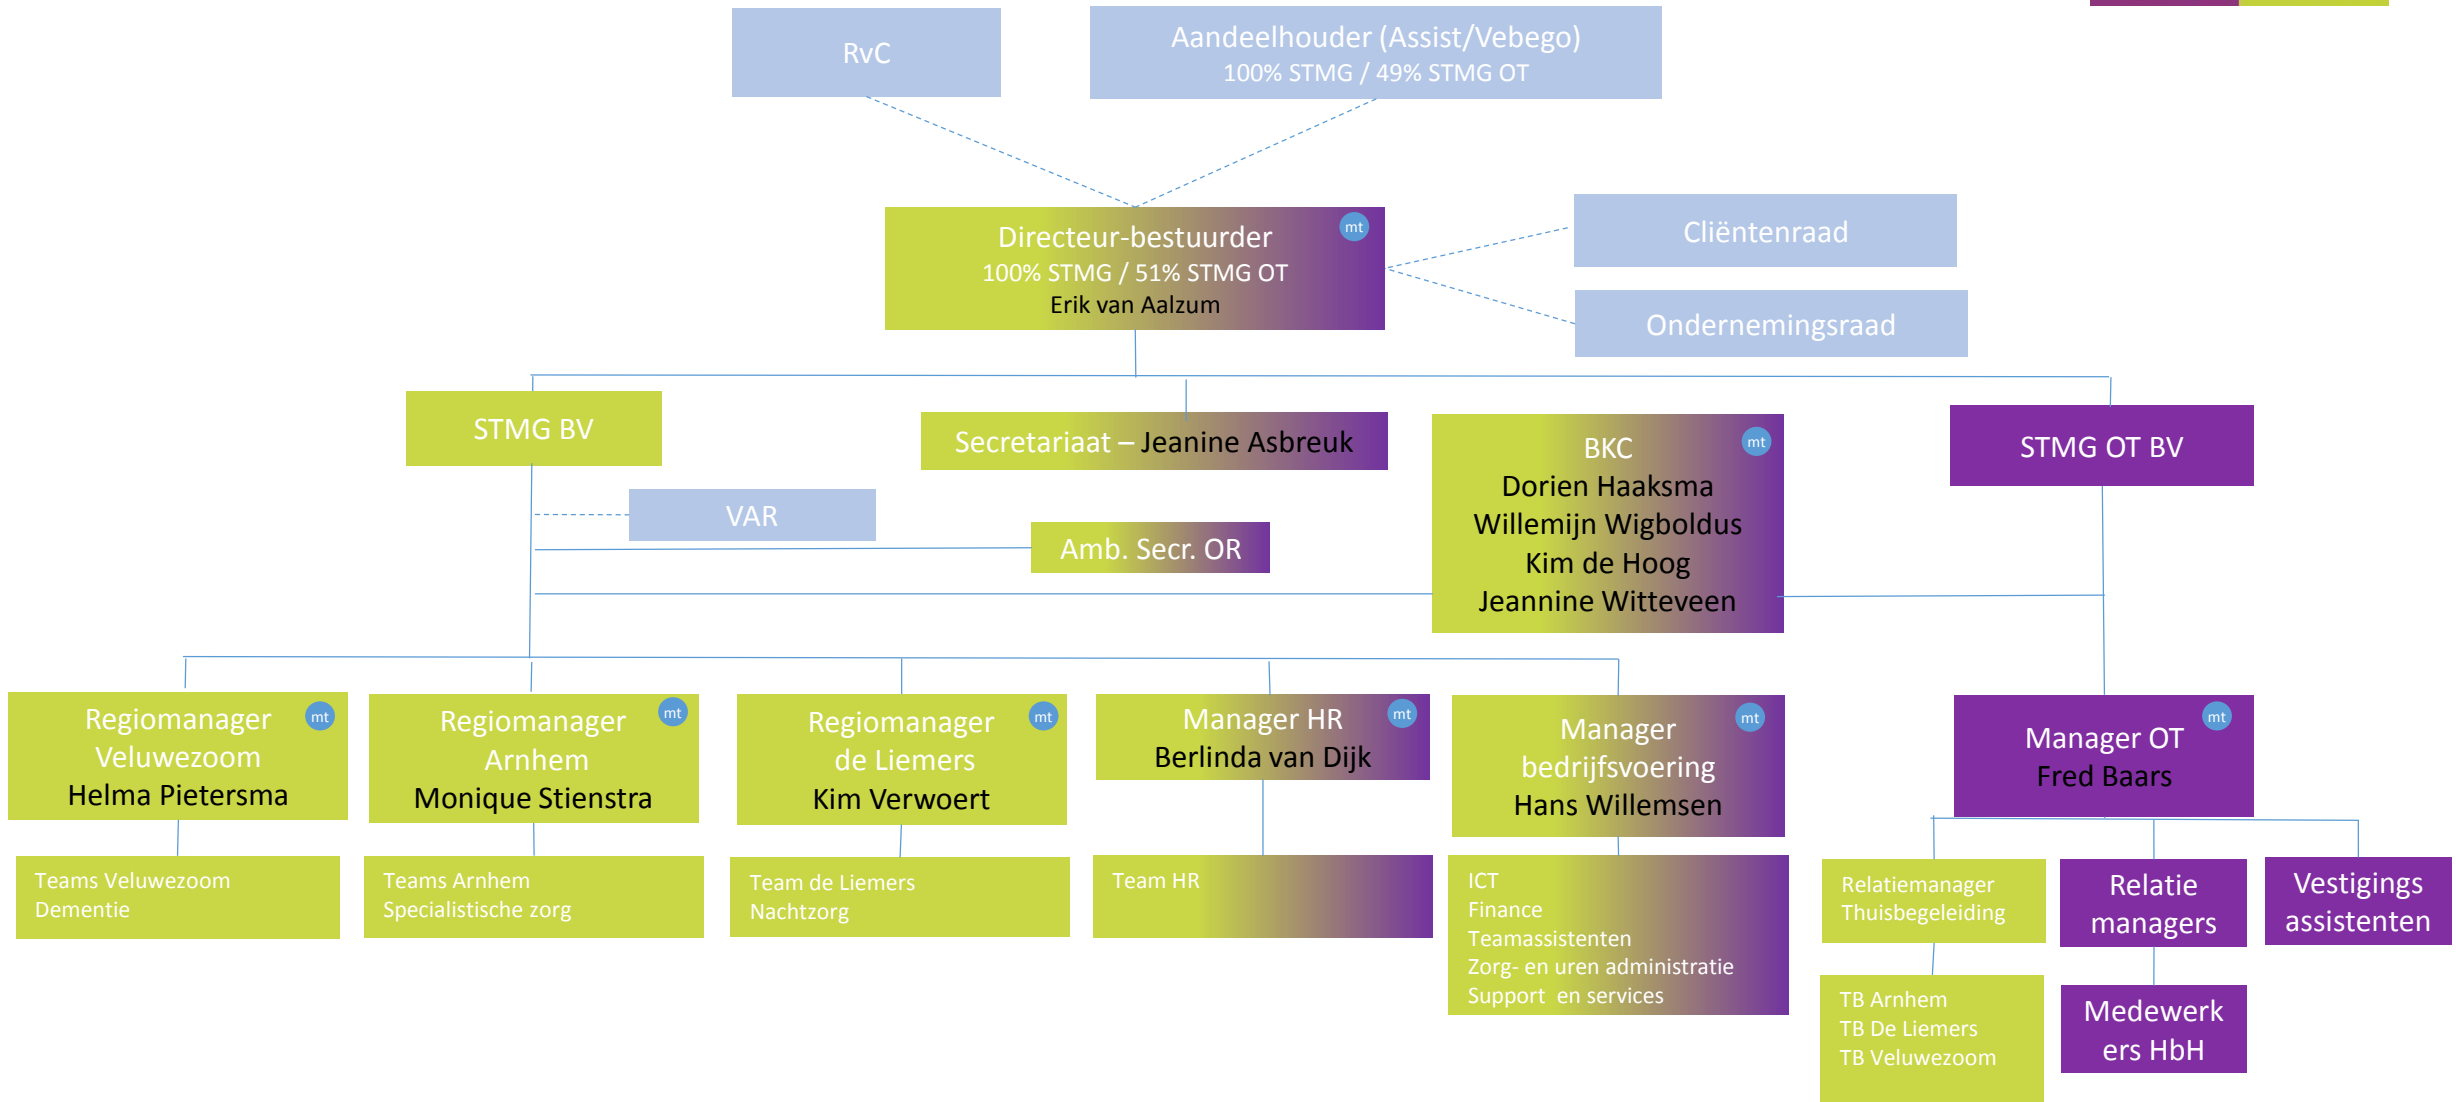 RvC
Aandeelhouder (Assist/Vebego)
100% STMG / 49% STMG OT
Directeur-bestuurder
100% STMG / 51% STMG OT
Erik van Aalzum
mt
Cliëntenraad
Ondernemingsraad
STMG BV
Secretariaat – Jeanine Asbreuk
BKC
Dorien Haaksma
Willemijn Wigboldus
Kim de Hoog
Jeannine Witteveen
mt
STMG OT BV
VAR
Amb. Secr. OR
Regiomanager
Veluwezoom
Helma Pietersma
mt
Regiomanager
Arnhem
Monique Stienstra
mt
Regiomanager
de Liemers
Kim Verwoert
mt
Manager HR
Berlinda van Dijk
mt
Manager
bedrijfsvoering
Hans Willemsen
mt
Manager OT
Fred Baars
mt
Teams Veluwezoom
Dementie
Teams Arnhem
Specialistische zorg
Team de Liemers
Nachtzorg
Team HR
ICT
Finance
Teamassistenten
Zorg- en uren administratie
Support  en services
Relatiemanager
Thuisbegeleiding
Relatie
managers
Vestigings
assistenten
TB Arnhem
TB De Liemers
TB Veluwezoom
Medewerk
ers HbH